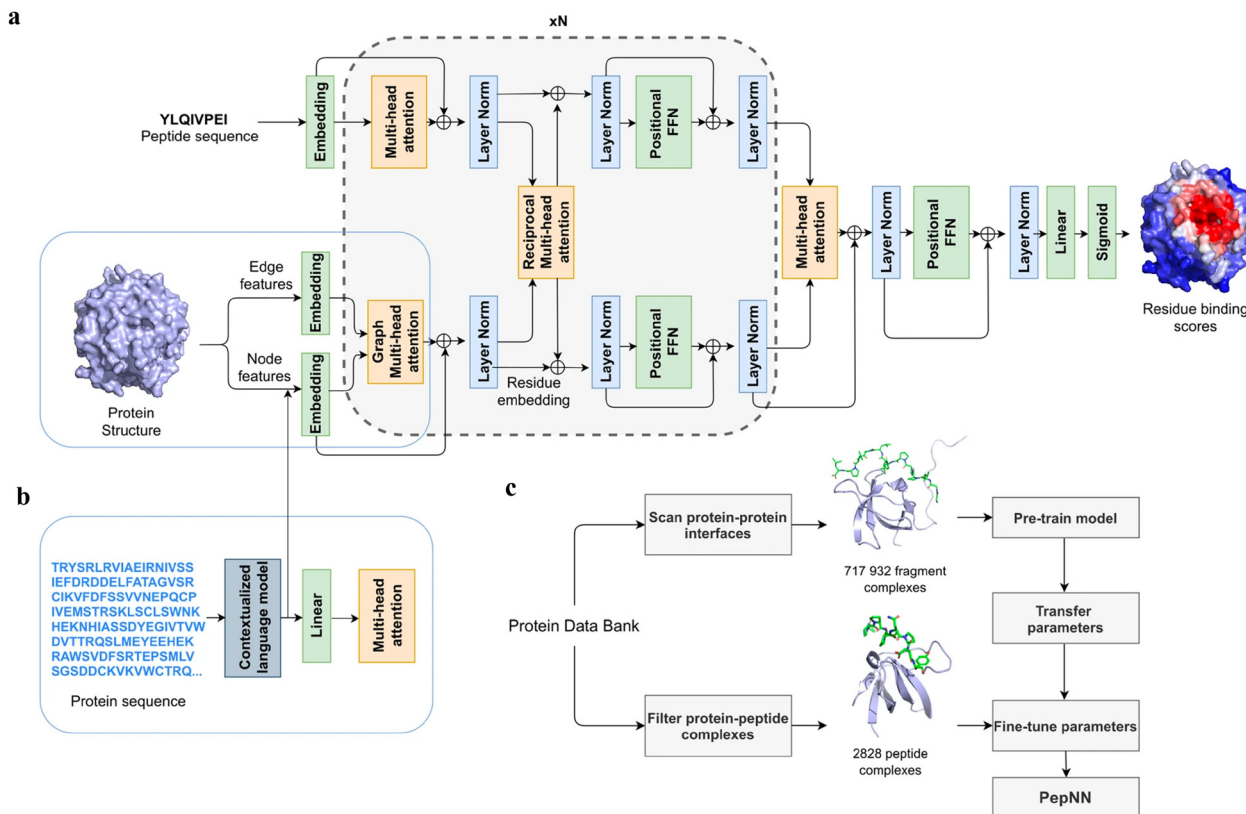 a
xN
YLQIVPEI
Peptide sequence
Embedding
Multi-head
attention
Layer Norm
Layer Norm
Positional
FFN
Layer Norm
Reciprocal
Multi-head
attention
Multi-head
attention
Layer Norm
Positional
FFN
Layer Norm
Linear
Sigmoid
Residue binding
scores
Edge
features
Embedding
Node
features
Embedding
Graph
Multi-head
attention
Layer Norm
Residue
embedding
Layer Norm
Positional
FFN
Layer Norm
Protein
Structure
b
TRYSRLRVIAEIRNIVSS
IEFDRDDELFATAGVSR
CIKVFDFSSVVNEPQCP
IVEMSTRSKLSCLSWNK
HEKNHIASSDYEGIVTVW
DVTTRQSLMEYEEHEK
RAWSVDFSRTEPSMLV
SGSDDCKVKVWCTRQ...
Protein sequence
Contextualized
language model
Linear
Multi-head
attention
c
Protein Data Bank
Scan protein-protein
interfaces
717 932 fragment
complexes
Pre-train model
Transfer
parameters
Filter protein-peptide
complexes
2828 peptide
complexes
Fine-tune parameters
PepNN